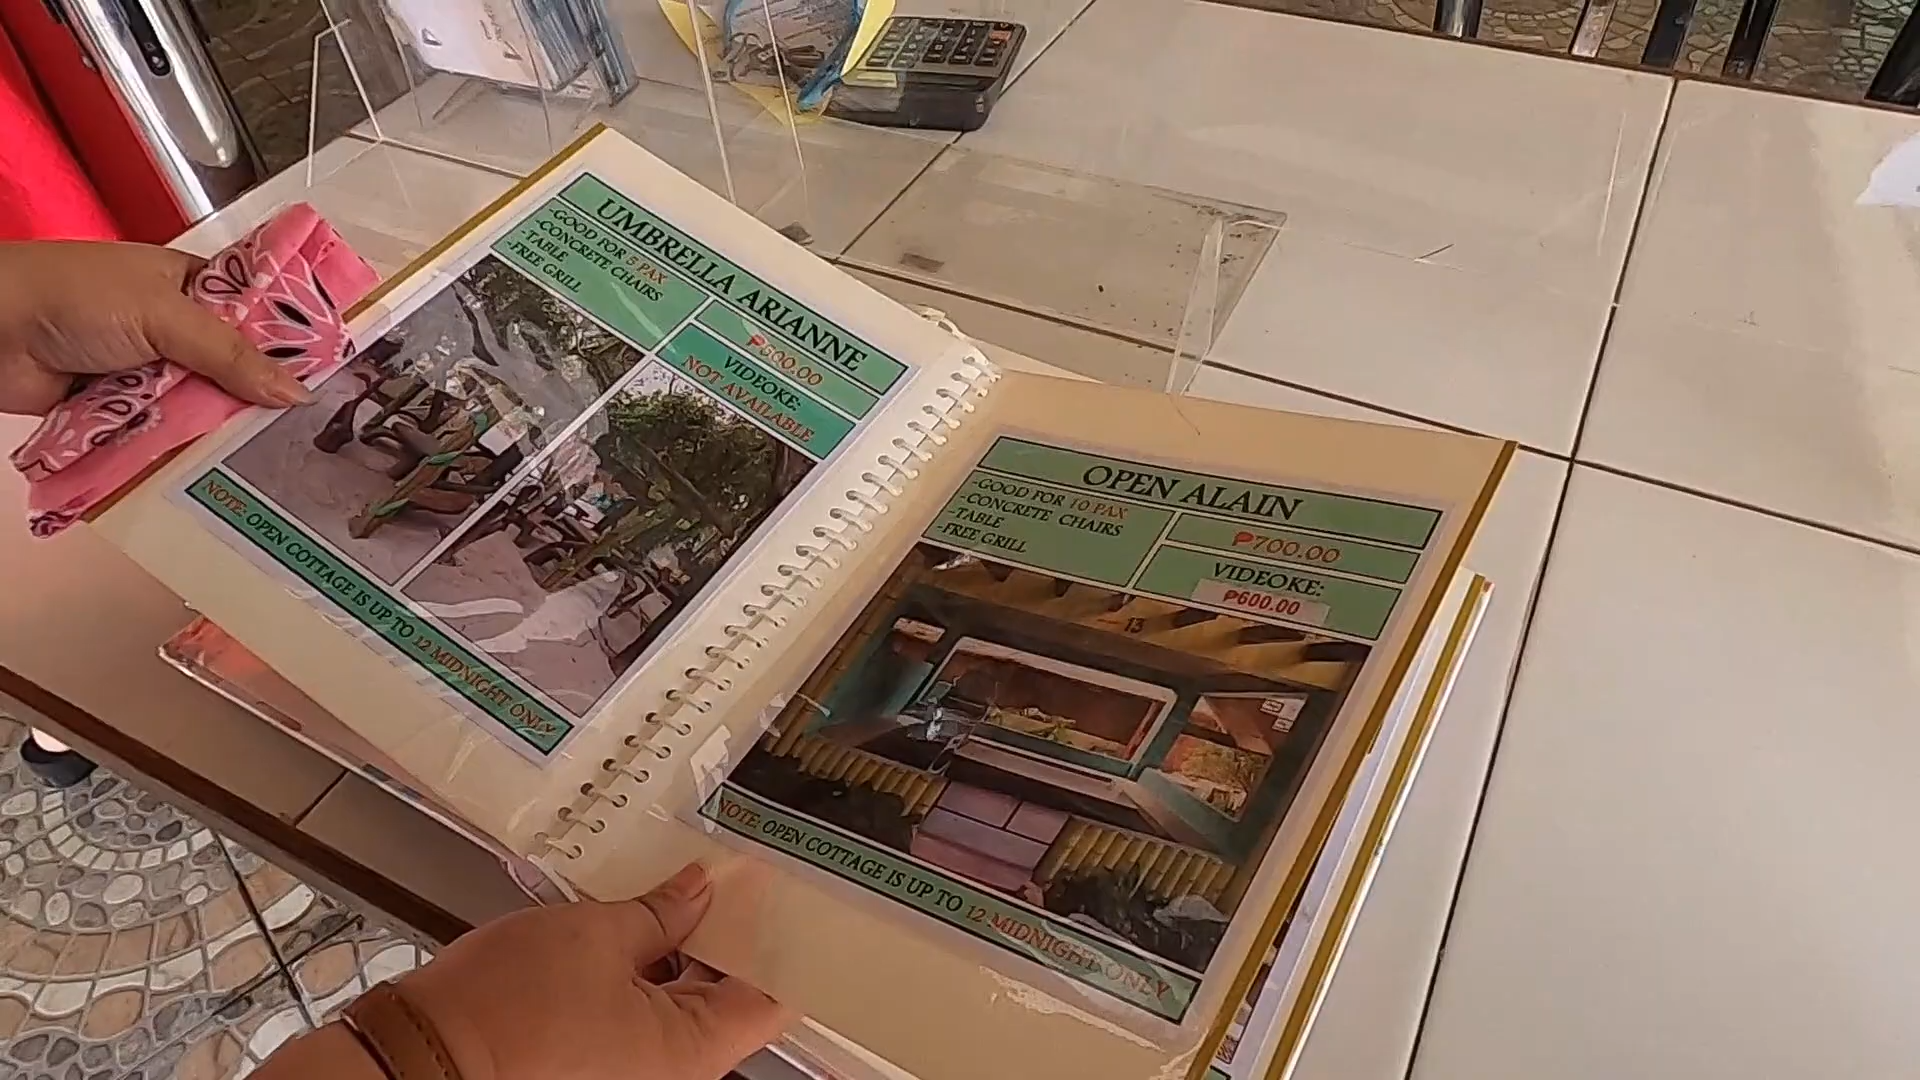 UMBRELLA ARIANNE
-GOOD FOR 5 PAX
-CONCRETE CHAIRS
-TABLE
-FREE GRILL
₱500.00
VIDEOKE:
NOT AVAILABLE
NOTE: OPEN COTTAGE IS UP TO 12 MIDNIGHT ONLY
OPEN ALAIN
-GOOD FOR 10 PAX
-CONCRETE CHAIRS
-TABLE
-FREE GRILL
₱700.00
VIDEOKE:
₱600.00
13
NOTE: OPEN COTTAGE IS UP TO 12 MIDNIGHT ONLY